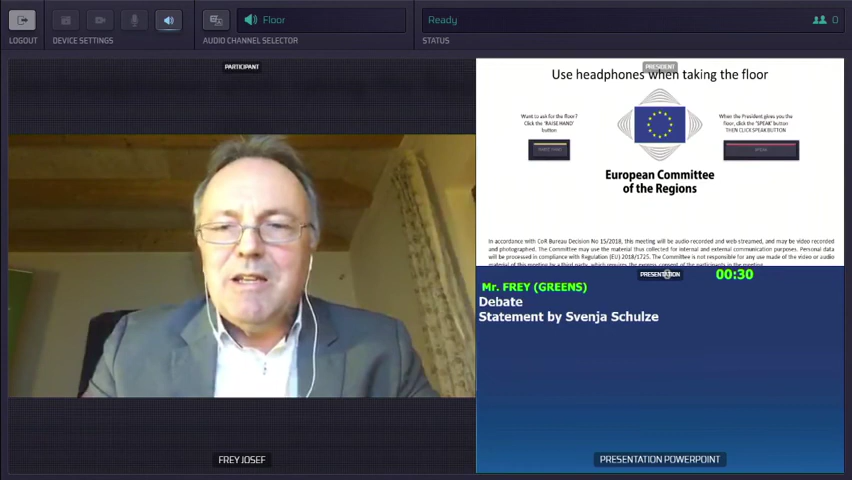 Floor
Ready
0
LOGOUT
DEVICE SETTINGS
AUDIO CHANNEL SELECTOR
STATUS
PARTICIPANT
FREY JOSEF
PRESIDENT
Use headphones when taking the floor
Want to ask for the floor?
Click the 'RAISE HAND'
button
When the President gives you the
floor, click the 'SPEAK' button
THEN CLICK SPEAK BUTTON
SPEAK
European Committee
of the Regions
In accordance with CoR Bureau Decision No 15/2018, this meeting will be audio-recorded and web streamed, and may be video recorded
and photographed. The Committee may use the material thus collected for internal and external communication purposes. Personal data
will be processed in compliance with Regulation (EU) 2018/1725. The Committee is not responsible for any use made of the video or audio
PRESENTATION
00:30
Mr. FREY (GREENS)
Debate
Statement by Svenja Schulze
PRESENTATION POWERPOINT